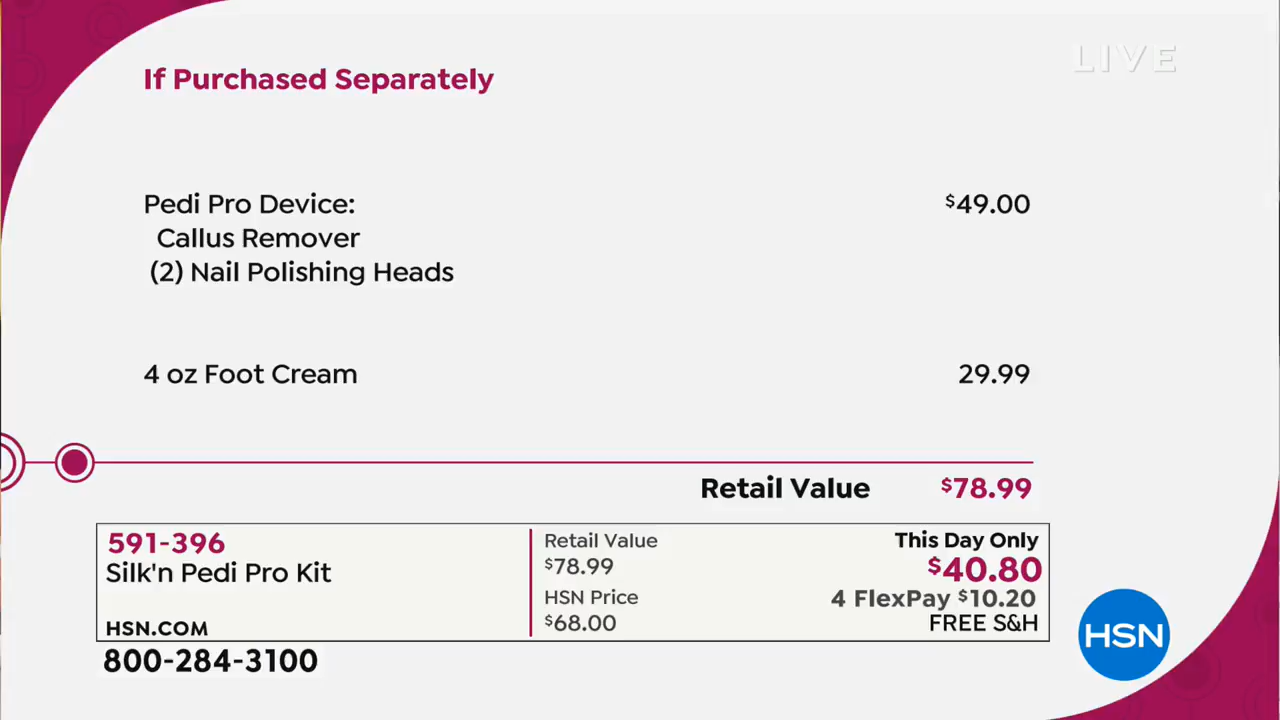 LIVE
If Purchased Separately
Pedi Pro Device: $49.00
Callus Remover
(2) Nail Polishing Heads
4 oz Foot Cream 29.99
Retail Value $78.99
591-396
Silk'n Pedi Pro Kit
HSN.COM
Retail Value
$78.99
HSN Price
$68.00
This Day Only
$40.80
4 FlexPay $10.20
FREE S&H
800-284-3100
HSN